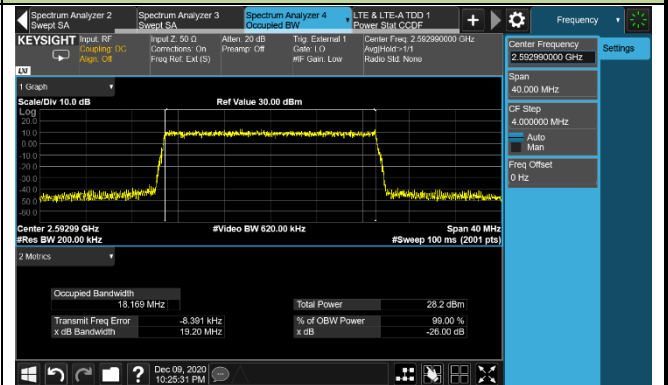 Spectrum Analyzer 2
Swept SA
Spectrum Analyzer 3
Swept SA
Spectrum Analyzer 4
Occupied BW
LTE & LTE-A TDD 1
Power Stat CCDF
Frequency
KEYSIGHT
Input: RF
Coupling: DC
Align: Off
Input Z: 50 Ω
Corrections: On
Freq Ref: Ext (S)
Atten: 20 dB
Preamp: Off
Trig: External 1
Gate: LO
#IF Gain: Low
Center Freq: 2.592990000 GHz
Avg|Hold:>1/1
Radio Std: None
LXI
Center Frequency
2.592990000 GHz
Settings
Span
40.000 MHz
CF Step
4.000000 MHz
Auto
Man
Freq Offset
0 Hz
1 Graph
Scale/Div 10.0 dB
Ref Value 30.00 dBm
Log
20.0
10.0
0.00
-10.0
-20.0
-30.0
-40.0
-50.0
-60.0
Center 2.59299 GHz
#Video BW 620.00 kHz
Span 40 MHz
#Res BW 200.00 kHz
#Sweep 100 ms (2001 pts)
2 Metrics
Occupied Bandwidth
18.169 MHz
Total Power
28.2 dBm
Transmit Freq Error
-8.391 kHz
% of OBW Power
99.00 %
x dB Bandwidth
19.20 MHz
x dB
-26.00 dB
?
Dec 09, 2020
10:25:31 PM